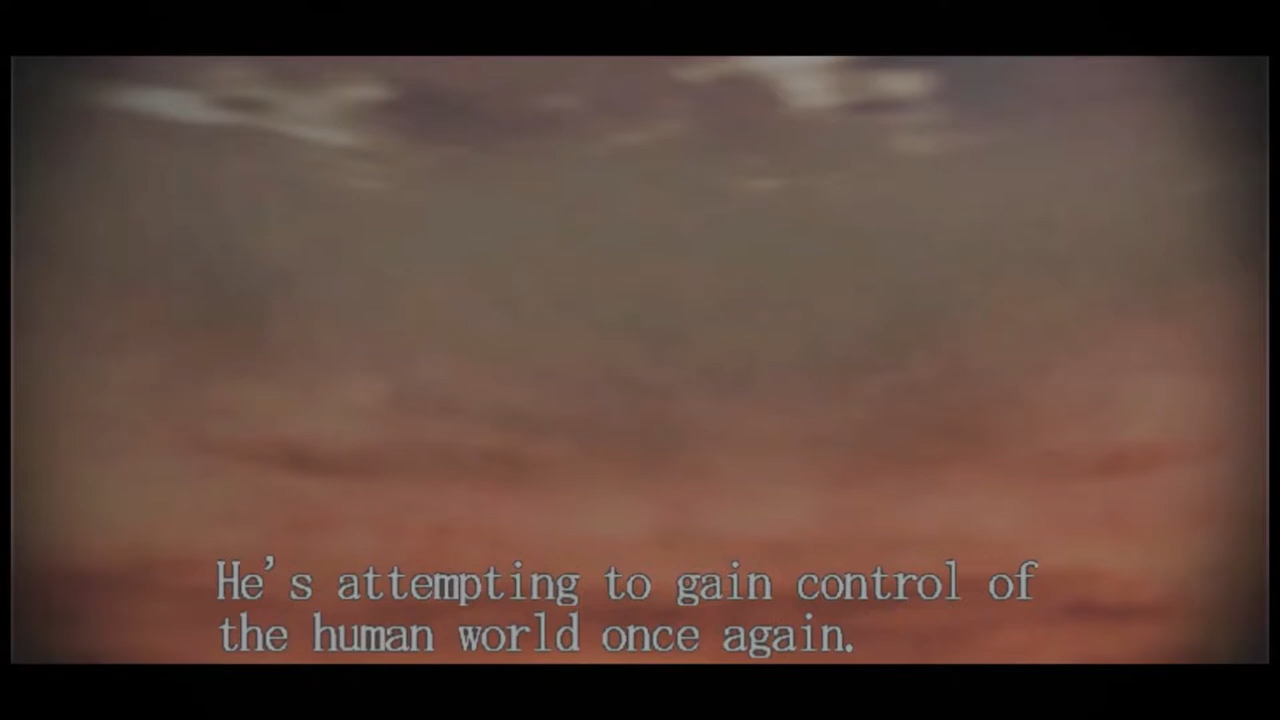 He's attempting to gain control of
the human world once again.